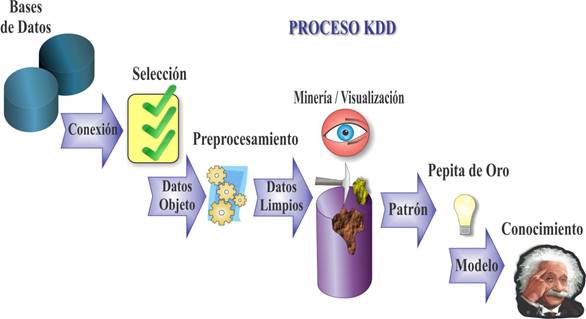 Bases
de Datos
PROCESO KDD
Conexión
Selección
Datos
Objeto
Preprocesamiento
Datos
Limpios
Minería / Visualización
Patrón
Pepita de Oro
Modelo
Conocimiento